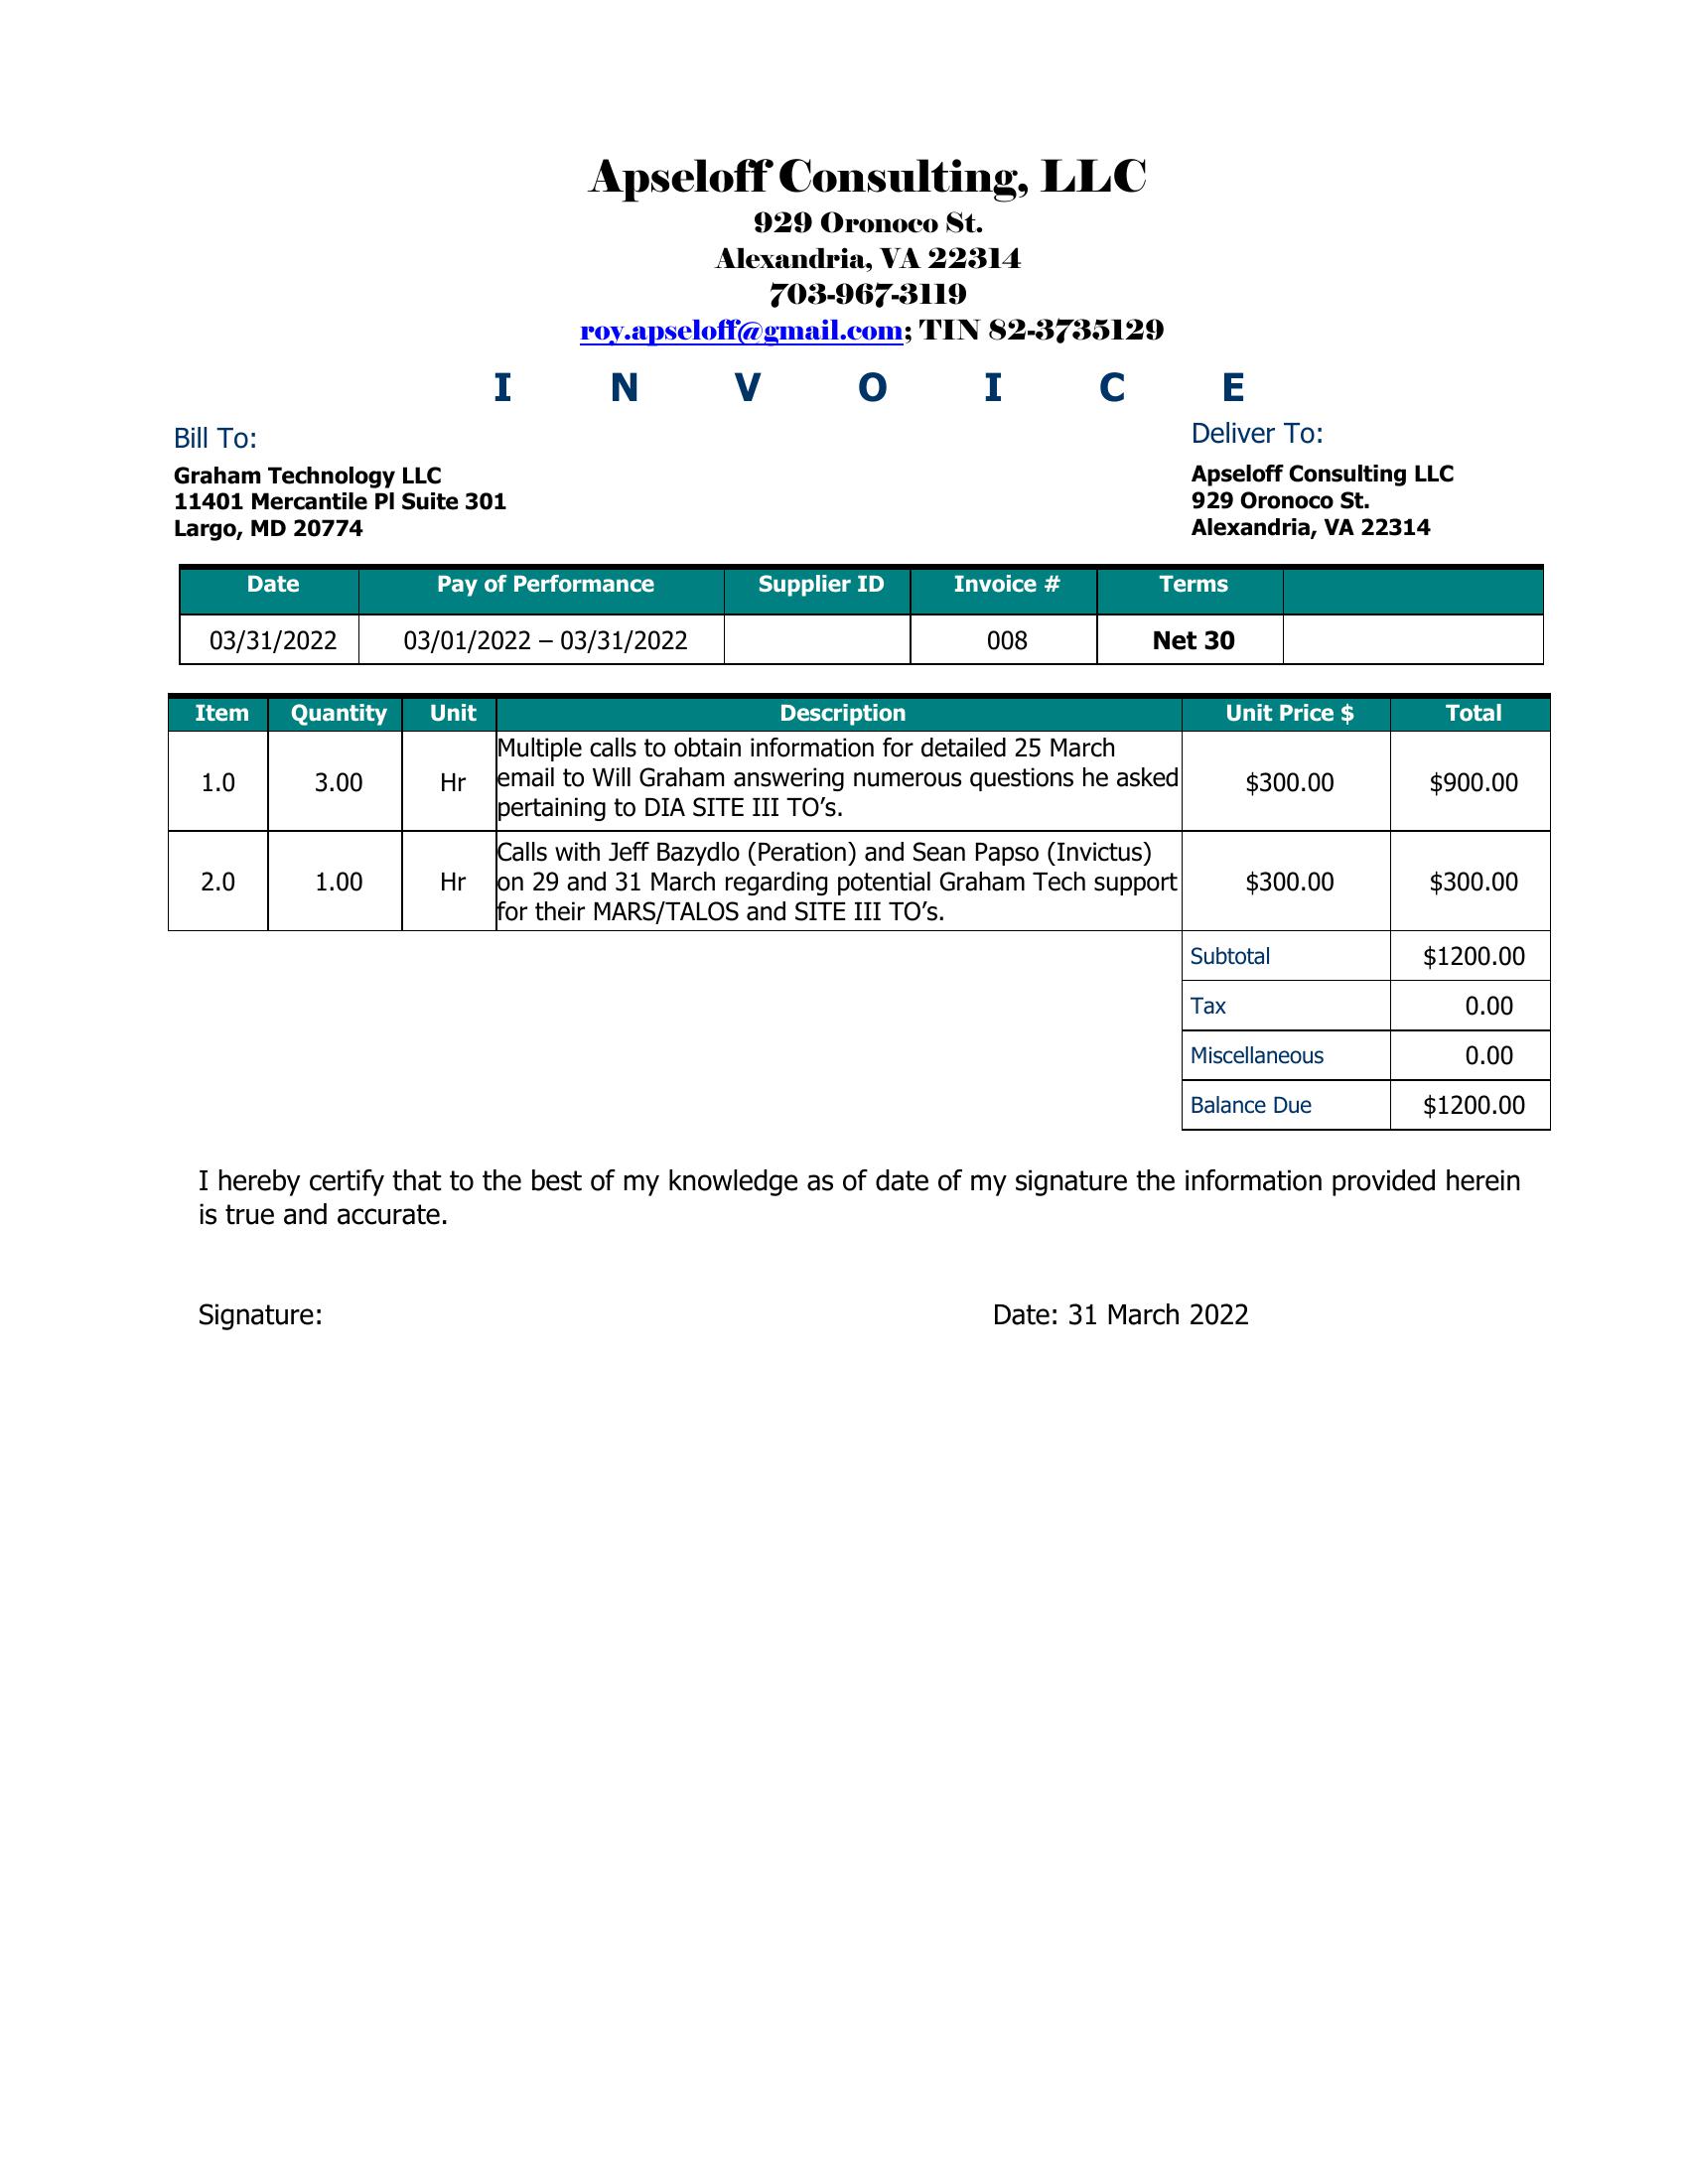 Apseloff Consulting, LLC
929 Oronoco St.
Alexandria, VA 22314
703-967-3119
roy.apseloff@gmail.com; TIN 82-3735129
I N V O I C E
Bill To:
Graham Technology LLC
11401 Mercantile Pl Suite 301
Largo, MD 20774
Deliver To:
Apseloff Consulting LLC
929 Oronoco St.
Alexandria, VA 22314
Date Pay of Performance Supplier ID Invoice # Terms
03/31/2022 03/01/2022 – 03/31/2022 008 Net 30
Item Quantity Unit Description Unit Price $ Total
1.0 3.00 Hr
Multiple calls to obtain information for detailed 25 March
email to Will Graham answering numerous questions he asked
pertaining to DIA SITE III TO’s.
$300.00 $900.00
2.0 1.00 Hr
Calls with Jeff Bazydlo (Peration) and Sean Papso (Invictus)
on 29 and 31 March regarding potential Graham Tech support
for their MARS/TALOS and SITE III TO’s.
$300.00 $300.00
Subtotal $1200.00
Tax 0.00
Miscellaneous 0.00
Balance Due $1200.00
I hereby certify that to the best of my knowledge as of date of my signature the information provided herein
is true and accurate.
Signature: Date: 31 March 2022